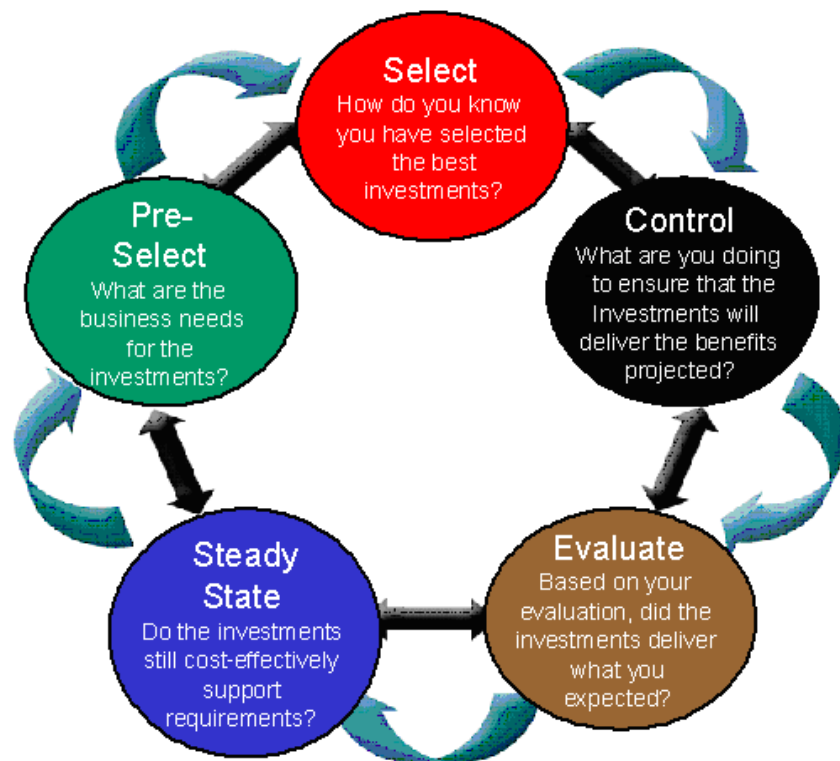 Select
How do you know
you have selected
the best
investments?
Pre-
Select
What are the
business needs
for the
investments?
Control
What are you doing
to ensure that the
Investments will
deliver the benefits
projected?
Steady
State
Do the investments
still cost-effectively
support
requirements?
Evaluate
Based on your
evaluation, did the
investments deliver
what you
expected?